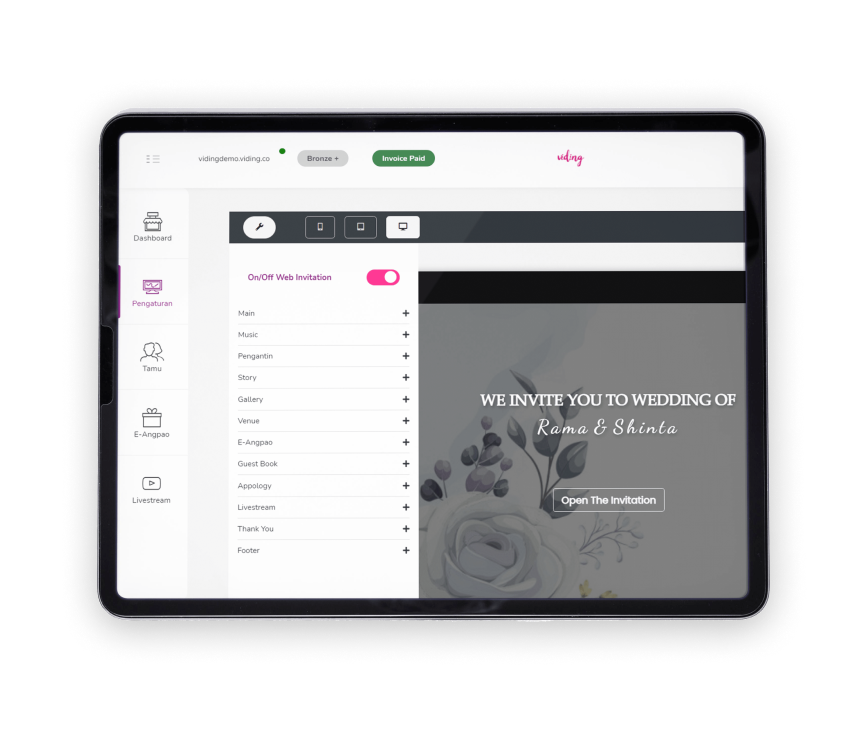 vidingdemo.viding.co
Bronze +
Invoice Paid
viding
Dashboard
Pengaturan
Tamu
E-Angpao
Livestream
On/Off Web Invitation
Main +
Music +
Pengantin +
Story +
Gallery +
Venue +
E-Angpao +
Guest Book +
Appology +
Livestream +
Thank You +
Footer +
WE INVITE YOU TO WEDDING OF
Rama & Shinta
Open The Invitation